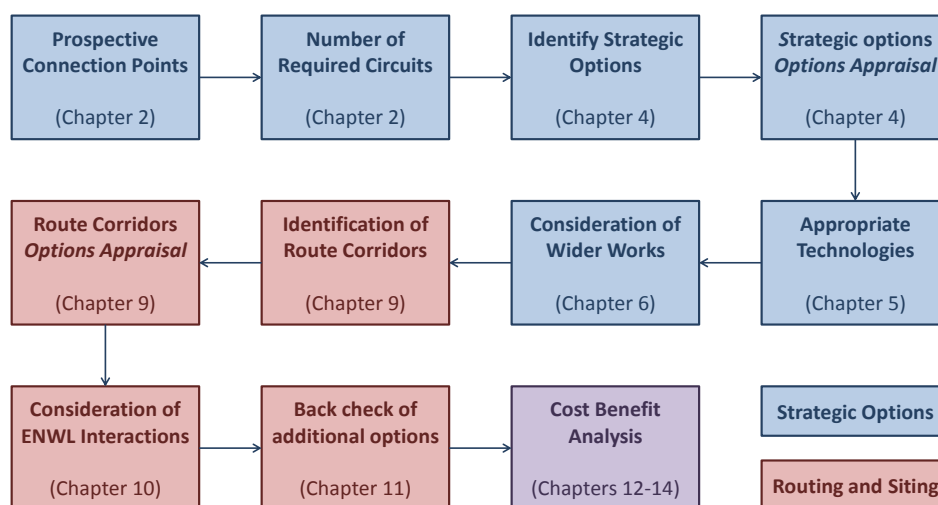 Prospective
Connection Points
(Chapter 2)
Number of
Required Circuits
(Chapter 2)
Identify Strategic
Options
(Chapter 4)
Strategic options
Options Appraisal
(Chapter 4)
Route Corridors
Options Appraisal
(Chapter 9)
Identification of
Route Corridors
(Chapter 9)
Consideration of
Wider Works
(Chapter 6)
Appropriate
Technologies
(Chapter 5)
Consideration of
ENWL Interactions
(Chapter 10)
Back check of
additional options
(Chapter 11)
Cost Benefit
Analysis
(Chapters 12-14)
Strategic Options
Routing and Siting